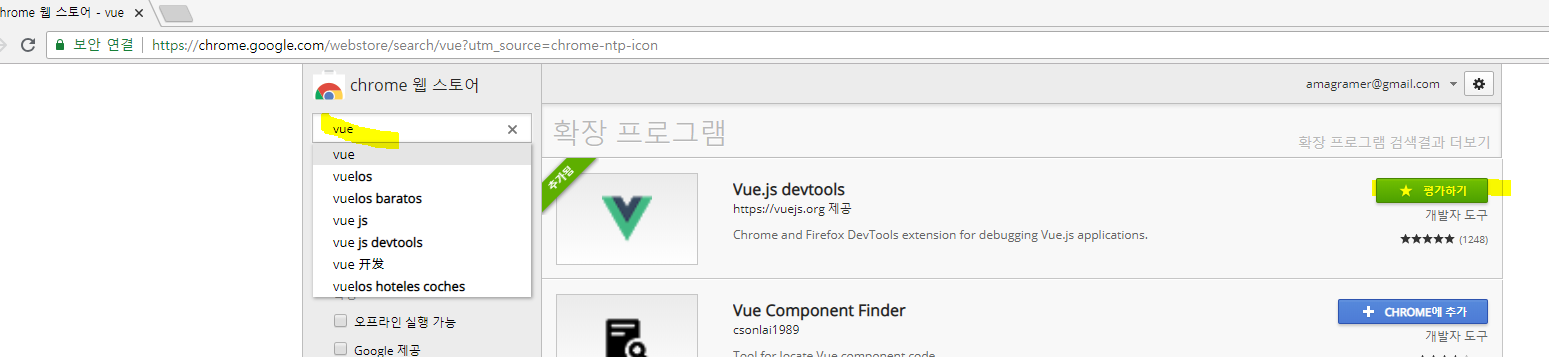 hrome 웹 스토어 - vue
보안 연결 https://chrome.google.com/webstore/search/vue?utm_source=chrome-ntp-icon
chrome 웹 스토어
amagramer@gmail.com
vue
vue
vuelos
vuelos baratos
vue js
vue js devtools
vue 开发
vuelos hoteles coches
오프라인 실행 가능
Google 제공
확장 프로그램
확장 프로그램 검색결과 더보기
추가됨
Vue.js devtools
https://vuejs.org 제공
Chrome and Firefox DevTools extension for debugging Vue.js applications.
평가하기
개발자 도구
(1248)
Vue Component Finder
csonlai1989
Tool for locate Vue component code
CHROME에 추가
개발자 도구